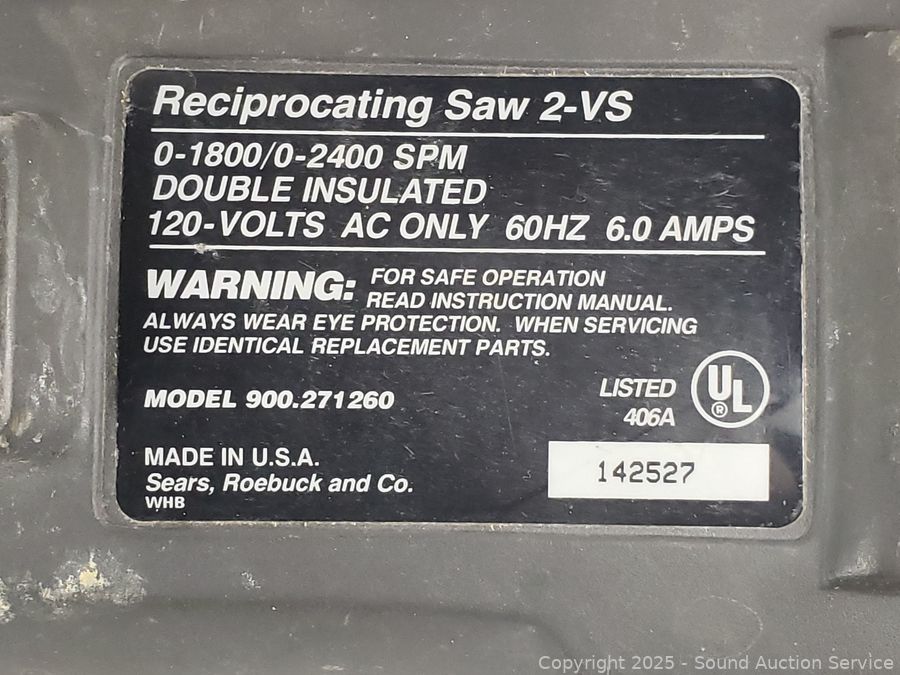 Reciprocating Saw 2-VS
0-1800/0-2400 SPM
DOUBLE INSULATED
120-VOLTS AC ONLY 60HZ 6.0 AMPS
WARNING: FOR SAFE OPERATION
READ INSTRUCTION MANUAL.
ALWAYS WEAR EYE PROTECTION. WHEN SERVICING
USE IDENTICAL REPLACEMENT PARTS.
MODEL 900.271260
LISTED
406A
UL
®
MADE IN U.S.A.
Sears, Roebuck and Co.
WHB
142527
Copyright 2025 - Sound Auction Service